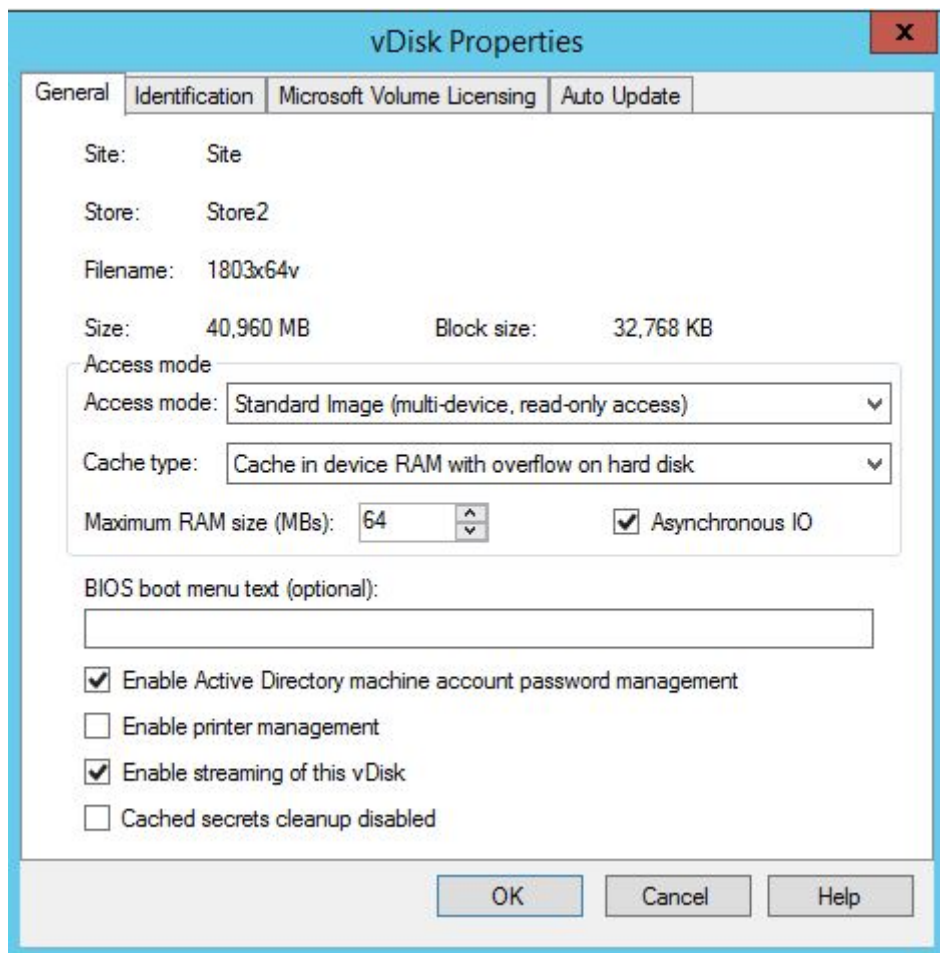 vDisk Properties
x
General Identification Microsoft Volume Licensing Auto Update
Site: Site
Store: Store2
Filename: 1803x64v
Size: 40,960 MB Block size: 32,768 KB
Access mode
Access mode: Standard Image (multi-device, read-only access)
Cache type: Cache in device RAM with overflow on hard disk
Maximum RAM size (MBs): 64 Asynchronous IO
BIOS boot menu text (optional):
Enable Active Directory machine account password management
Enable printer management
Enable streaming of this vDisk
Cached secrets cleanup disabled
OK Cancel Help